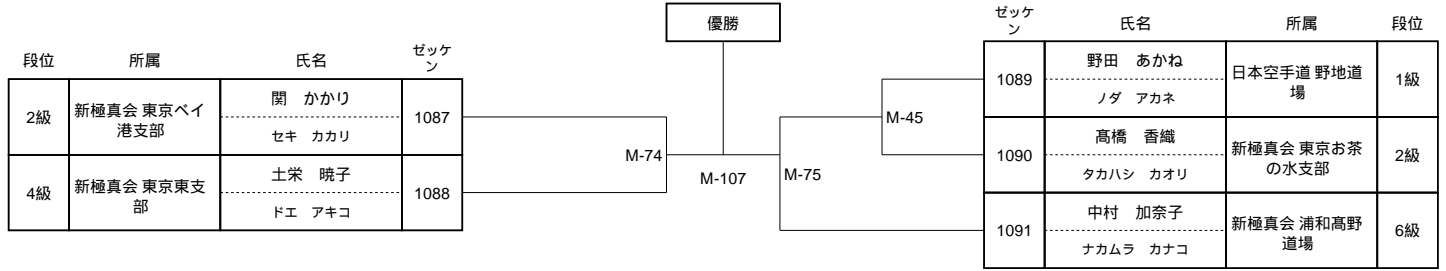 優勝
段位 所属 氏名 ゼッケ
ン
2級 新極真会 東京ベイ
港支部 関　かかり
セキ　カカリ 1087
4級 新極真会 東京東支
部 土栄　暁子
ドエ　アキコ 1088
M-74
M-107
M-75
M-45
ゼッケ
ン 氏名 所属 段位
1089 野田　あかね
ノダ　アカネ 日本空手道 野地道
場 1級
1090 髙橋　香織
タカハシ　カオリ 新極真会 東京お茶
の水支部 2級
1091 中村　加奈子
ナカムラ　カナコ 新極真会 浦和髙野
道場 6級